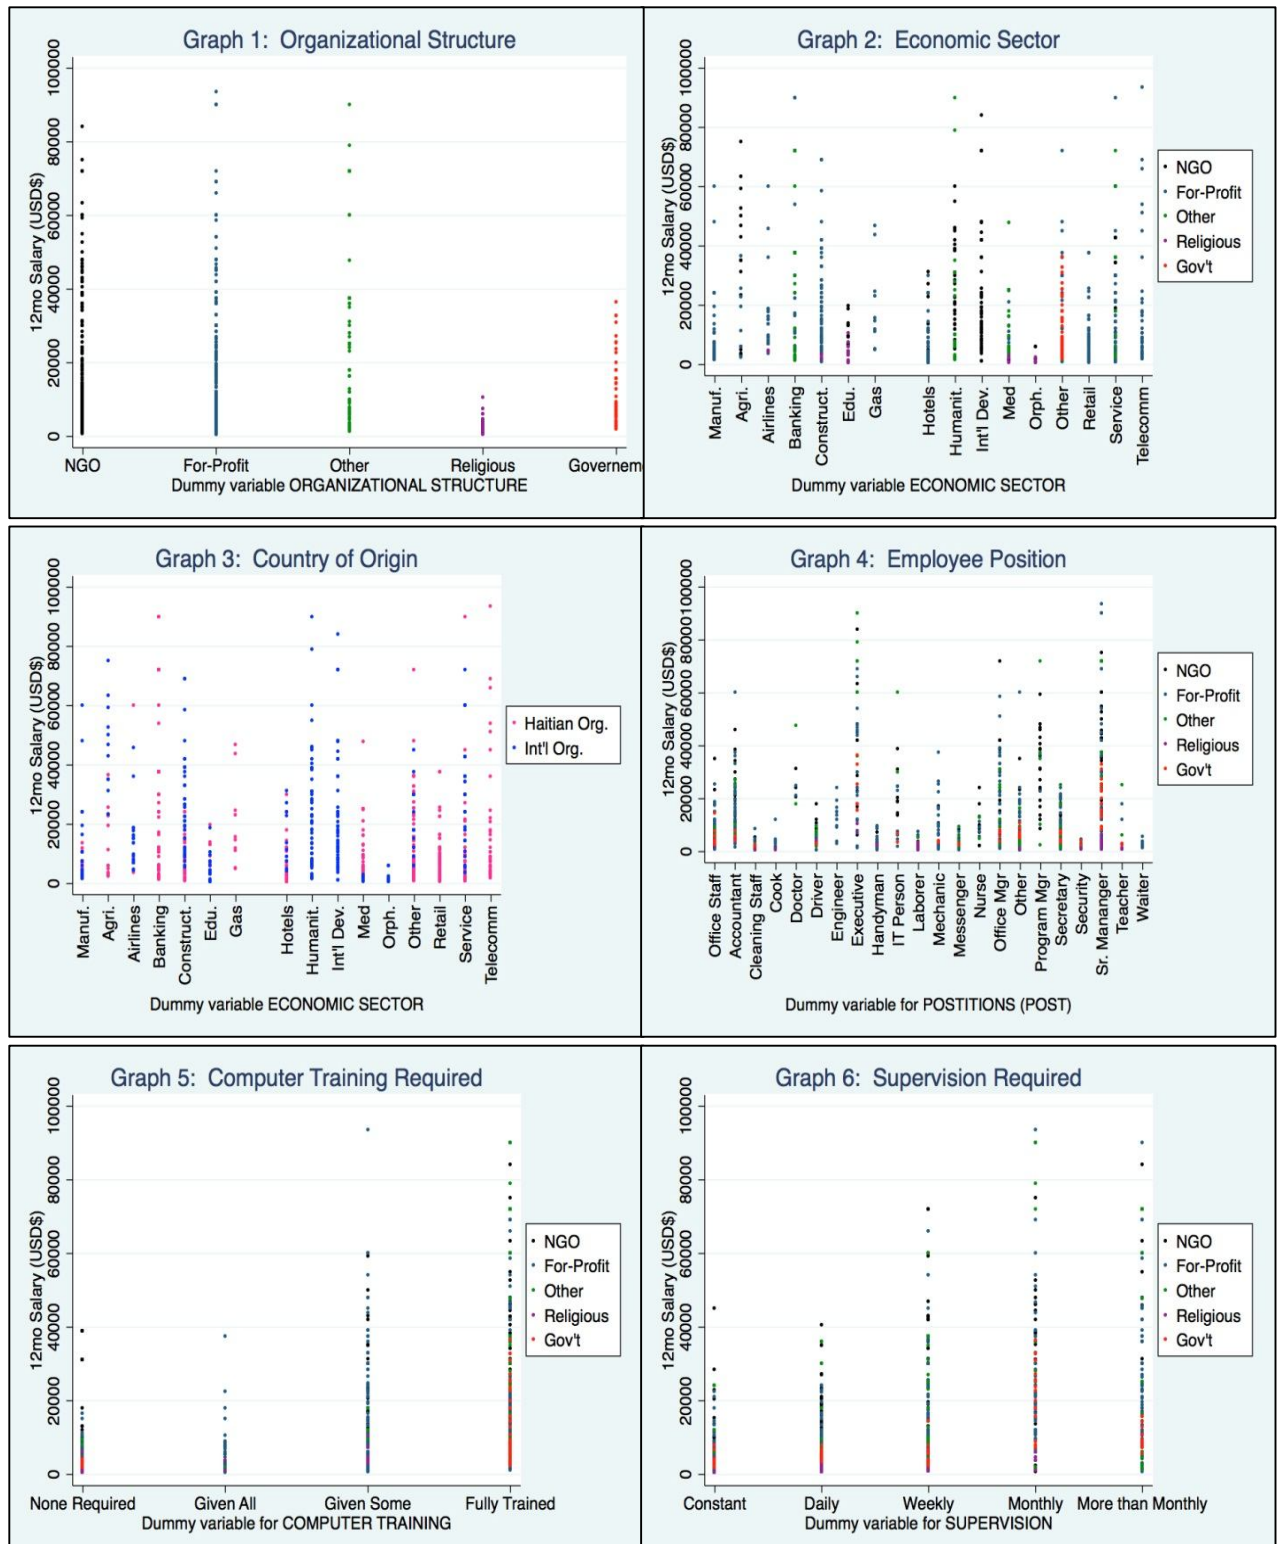 Graph 1:  Organizational Structure
12mo Salary (USD$)
100000
80000
60000
40000
20000
0
NGO For-Profit Other Religious Governem
Dummy variable ORGANIZATIONAL STRUCTURE
Graph 2:  Economic Sector
12mo Salary (USD$)
100000
80000
60000
40000
20000
0
Manuf.
Agri.
Airlines
Banking
Construct.
Edu.
Gas
Hotels
Humanit.
Int'l Dev.
Med
Orph.
Other
Retail
Service
Telecomm
Dummy variable ECONOMIC SECTOR
NGO
For-Profit
Other
Religious
Gov't
Graph 3:  Country of Origin
12mo Salary (USD$)
100000
80000
60000
40000
20000
0
Manuf.
Agri.
Airlines
Banking
Construct.
Edu.
Gas
Hotels
Humanit.
Int'l Dev.
Med
Orph.
Other
Retail
Service
Telecomm
Dummy variable ECONOMIC SECTOR
Haitian Org.
Int'l Org.
Graph 4:  Employee Position
12mo Salary (USD$)
100000
80000
60000
40000
20000
0
Office Staff
Accountant
Cleaning Staff
Cook
Doctor
Driver
Engineer
Executive
Handyman
IT Person
Laborer
Mechanic
Messenger
Nurse
Office Mgr
Other
Program Mgr
Secretary
Security
Sr. Mananger
Teacher
Waiter
Dummy variable for POSTITIONS (POST)
NGO
For-Profit
Other
Religious
Gov't
Graph 5:  Computer Training Required
12mo Salary (USD$)
100000
80000
60000
40000
20000
0
None Required Given All Given Some Fully Trained
Dummy variable for COMPUTER TRAINING
NGO
For-Profit
Other
Religious
Gov't
Graph 6:  Supervision Required
12mo Salary (USD$)
100000
80000
60000
40000
20000
0
Constant Daily Weekly Monthly More than Monthly
Dummy variable for SUPERVISION
NGO
For-Profit
Other
Religious
Gov't